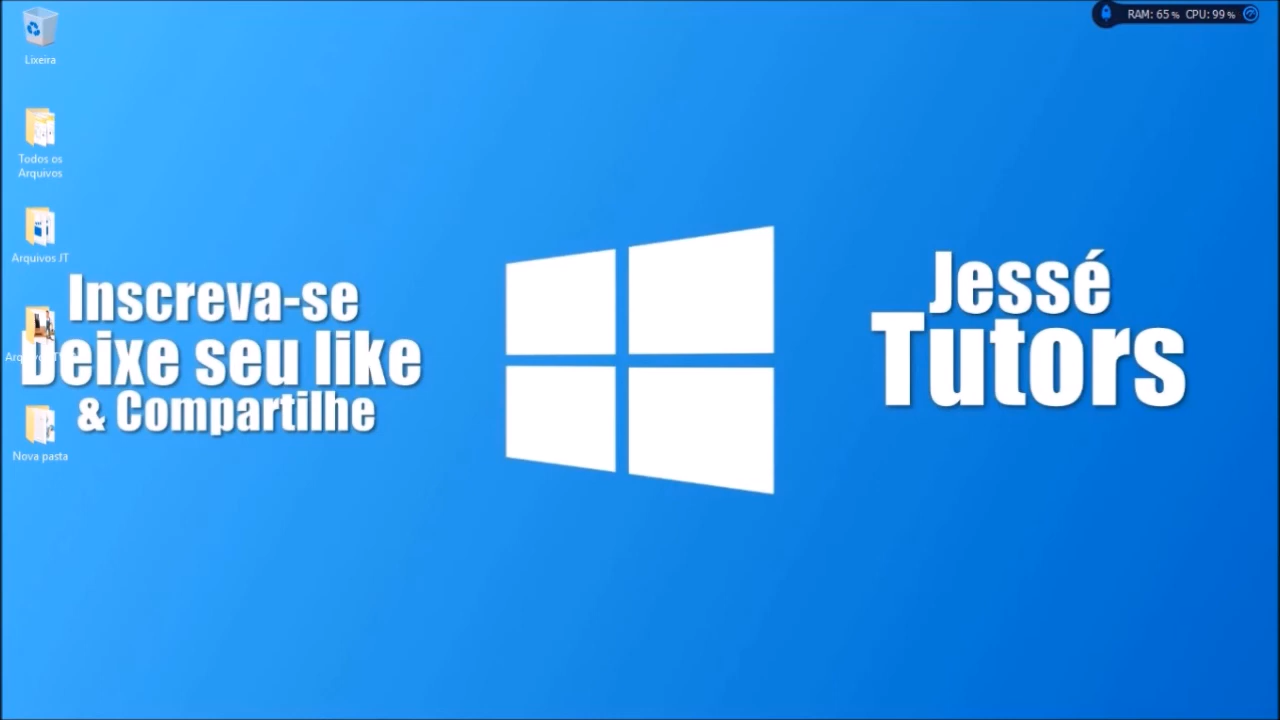 RAM: 65% CPU: 99%
Lixeira
Todos os
Arquivos
Arquivos JT
Inscreva-se
Deixe seu like
& Compartilhe
Nova pasta
Jessé
Tutors